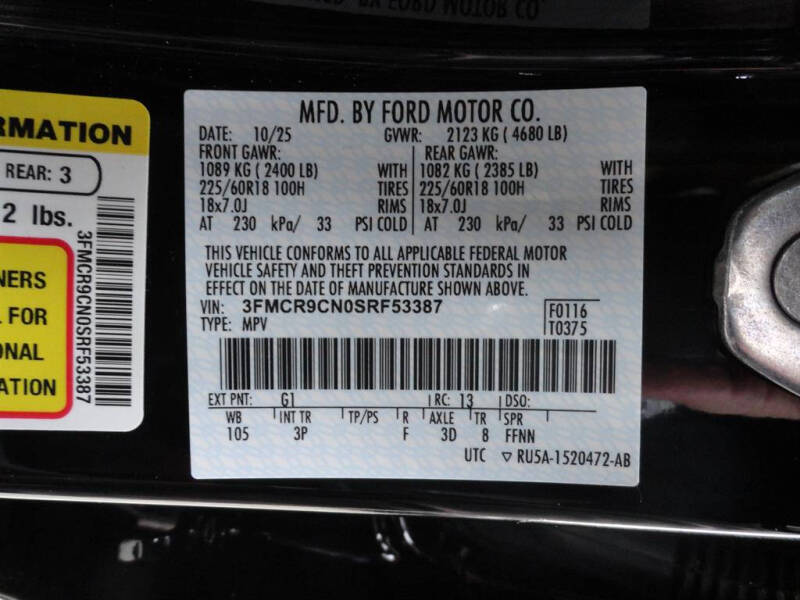 MFD. BY FORD MOTOR CO.
DATE: 10/25 GVWR: 2123 KG ( 4680 LB)
FRONT GAWR: REAR GAWR:
1089 KG ( 2400 LB) WITH 1082 KG ( 2385 LB) WITH
225/60R18 100H TIRES 225/60R18 100H TIRES
18x7.0J RIMS 18x7.0J RIMS
AT 230 kPa/ 33 PSI COLD AT 230 kPa/ 33 PSI COLD
THIS VEHICLE CONFORMS TO ALL APPLICABLE FEDERAL MOTOR
VEHICLE SAFETY AND THEFT PREVENTION STANDARDS IN
EFFECT ON THE DATE OF MANUFACTURE SHOWN ABOVE.
VIN: 3FMCR9CN0SRF53387 F0116
TYPE: MPV T0375
EXT PNT: G1 RC: 13 DSO:
WB INT TR TP/PS R AXLE TR SPR
105 3P F 3D 8 FFNN
UTC ▽ RU5A-1520472-AB
RMATION
REAR: 3
2 lbs.
3FMCR9CN0SRF53387
NERS
L FOR
ONAL
ATION